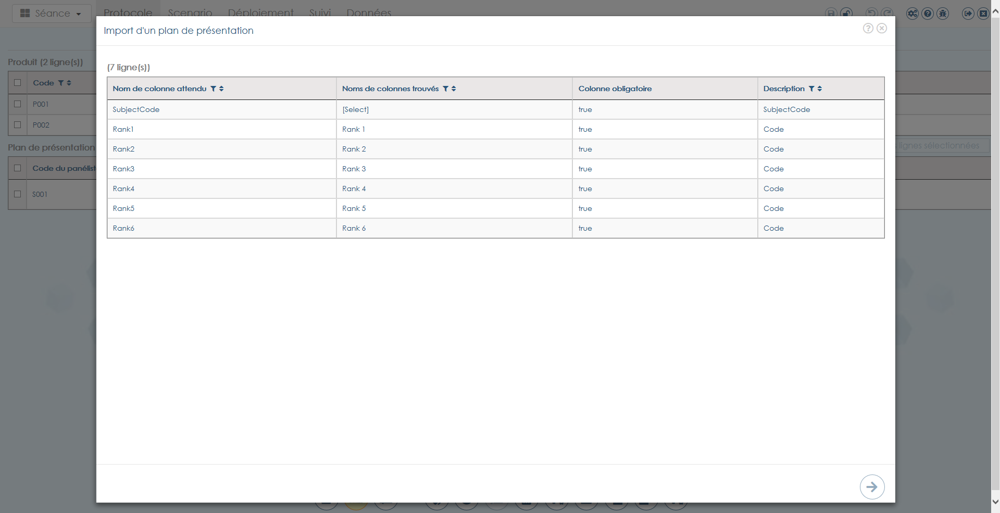 Séance
Protocole
Scenario
Déploiement
Suivi
Données
Import d'un plan de présentation
Produit (2 ligne(s))
Code
P001
P002
Plan de présentation
lignes sélectionnées
S001
(7 ligne(s))
Nom de colonne attendu Noms de colonnes trouvés Colonne obligatoire Description
SubjectCode [Select] true SubjectCode
Rank1 Rank 1 true Code
Rank2 Rank 2 true Code
Rank3 Rank 3 true Code
Rank4 Rank 4 true Code
Rank5 Rank 5 true Code
Rank6 Rank 6 true Code
Code du